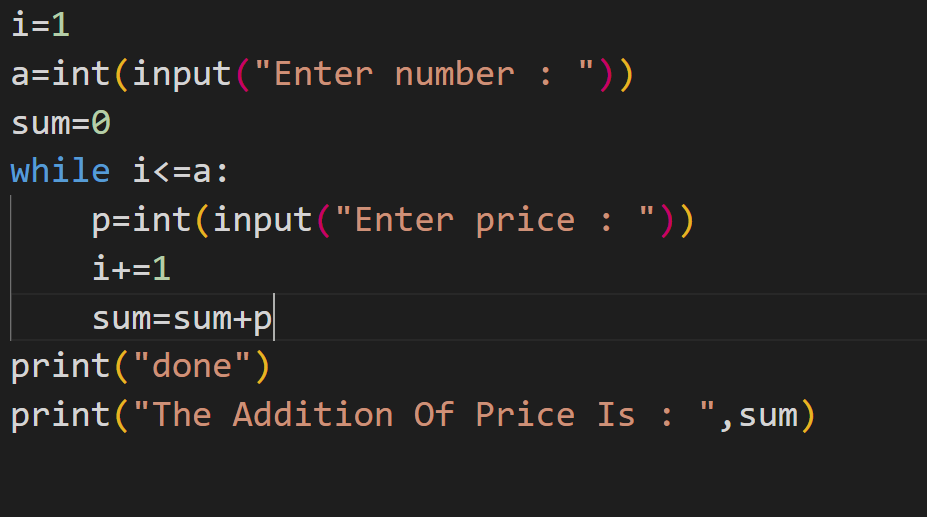 i=1
a=int(input("Enter number : "))
sum=0
while i<=a:
    p=int(input("Enter price : "))
    i+=1
    sum=sum+p
print("done")
print("The Addition Of Price Is : ",sum)